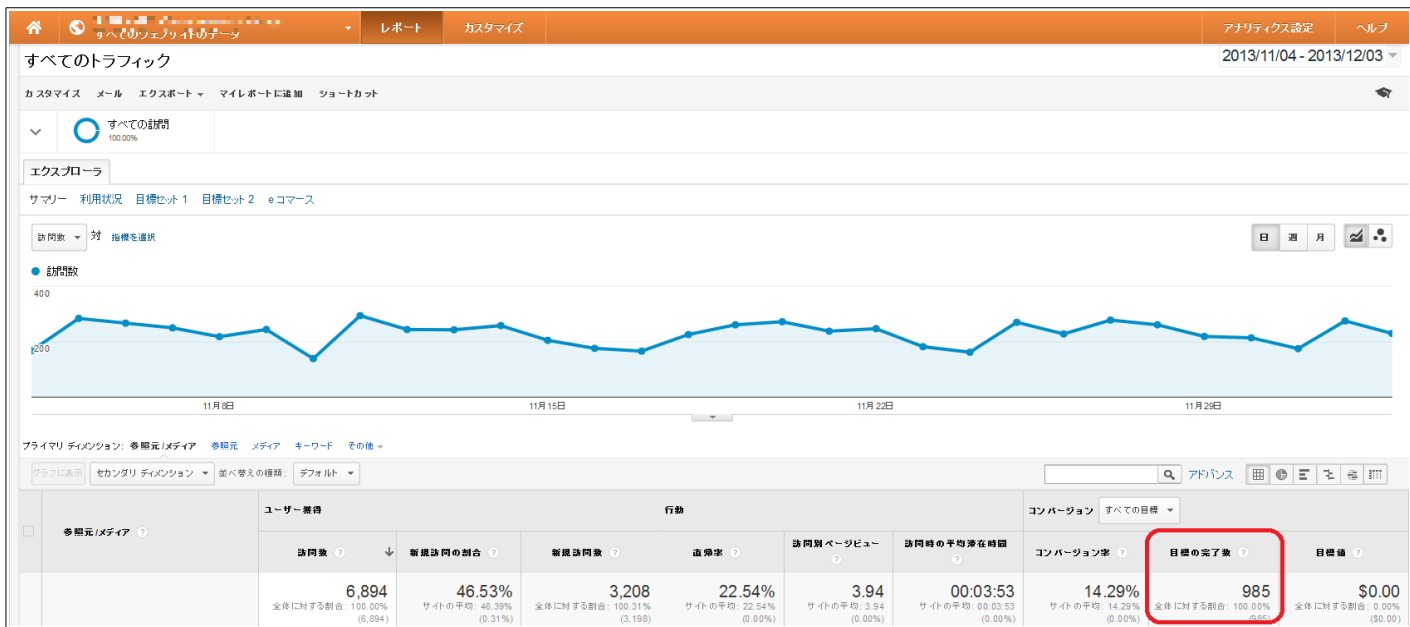 すべてのウェブサイトのデータ レポート カスタマイズ アナリティクス設定 ヘルプ
すべてのトラフィック 2013/11/04 - 2013/12/03
カスタマイズ メール エクスポート マイレポートに追加 ショートカット
すべての訪問
100.00%
エクスプローラ
サマリー 利用状況 目標セット 1 目標セット 2 eコマース
訪問数 対 指標を選択 日 週 月
訪問数
400
200
11月8日 11月15日 11月22日 11月29日
プライマリ ディメンション: 参照元/メディア 参照元 メディア キーワード その他
グラフに表示 セカンダリ ディメンション 並べ替えの種類: デフォルト アドバンス
ユーザー獲得 行動 コンバージョン すべての目標
参照元/メディア ?
訪問数 ? 新規訪問の割合 ? 新規訪問数 ? 直帰率 ? 訪問別ページビュー ? 訪問時の平均滞在時間 ? コンバージョン率 ? 目標の完了数 ? 目標値 ?
6,894 46.53% 3,208 22.54% 3.94 00:03:53 14.29% 985 $0.00
全体に対する割合: 100.00% サイトの平均: 46.39% 全体に対する割合: 100.31% サイトの平均: 22.54% サイトの平均: 3.94 サイトの平均: 00:03:53 サイトの平均: 14.29% 全体に対する割合: 100.00% 全体に対する割合: 0.00%
(6,894) (0.31%) (3,198) (0.00%) (0.00%) (0.00%) (0.00%) (985) ($0.00)